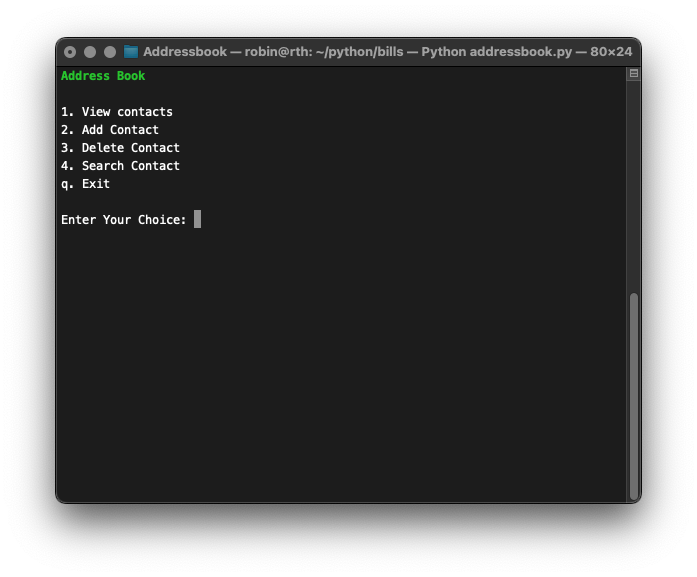 Addressbook — robin@rth: ~/python/bills — Python addressbook.py — 80×24
Address Book
1. View contacts
2. Add Contact
3. Delete Contact
4. Search Contact
q. Exit
Enter Your Choice: